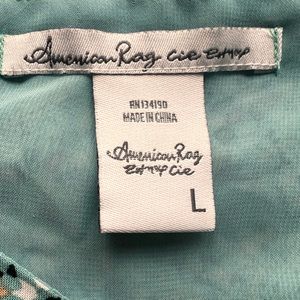 American Rag Cie
RN134190
MADE IN CHINA
American Rag
Cie
L